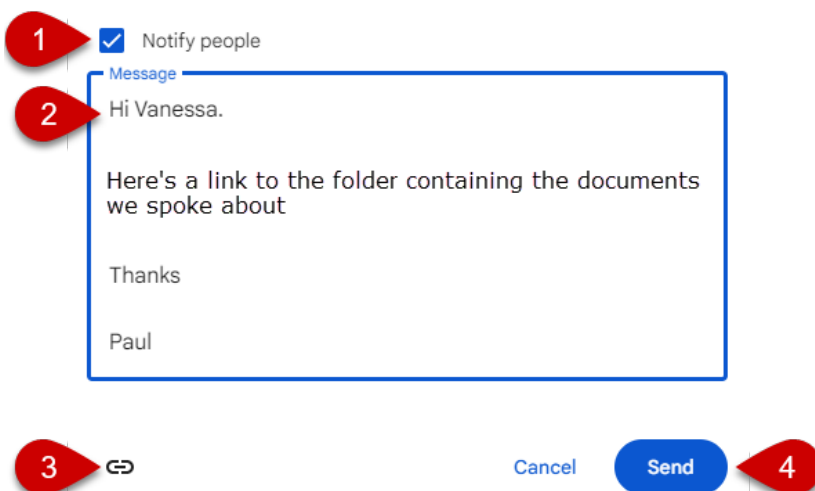 1
Notify people
Message
2
Hi Vanessa.
Here's a link to the folder containing the documents
we spoke about
Thanks
Paul
3
Cancel
Send
4